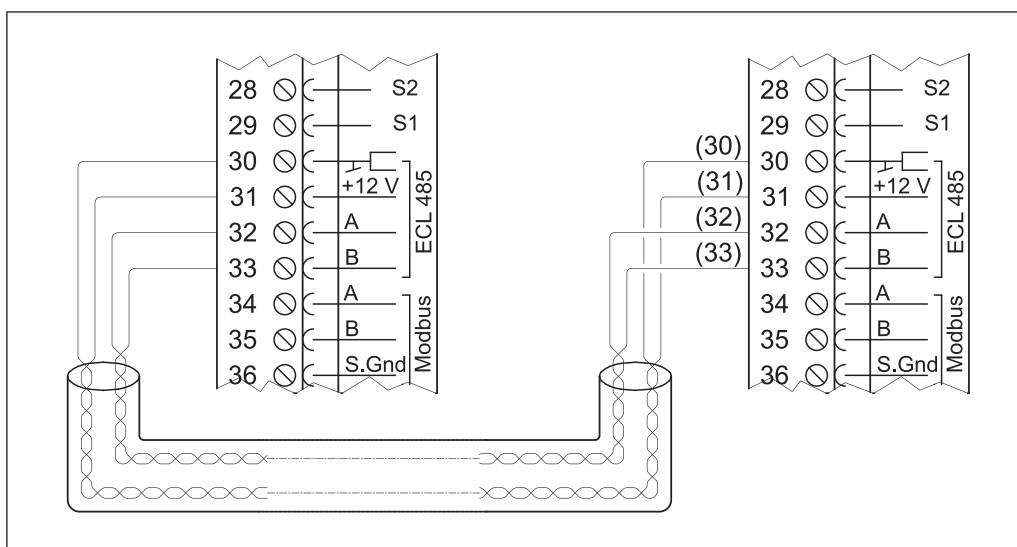 28 S2
29 S1
30
31 +12 V
32 A
33 B
ECL 485
34 A
35 B
36 S.Gnd
Modbus
28 S2
29 S1
(30) 30
(31) 31 +12 V
(32) 32 A
(33) 33 B
ECL 485
34 A
35 B
36 S.Gnd
Modbus